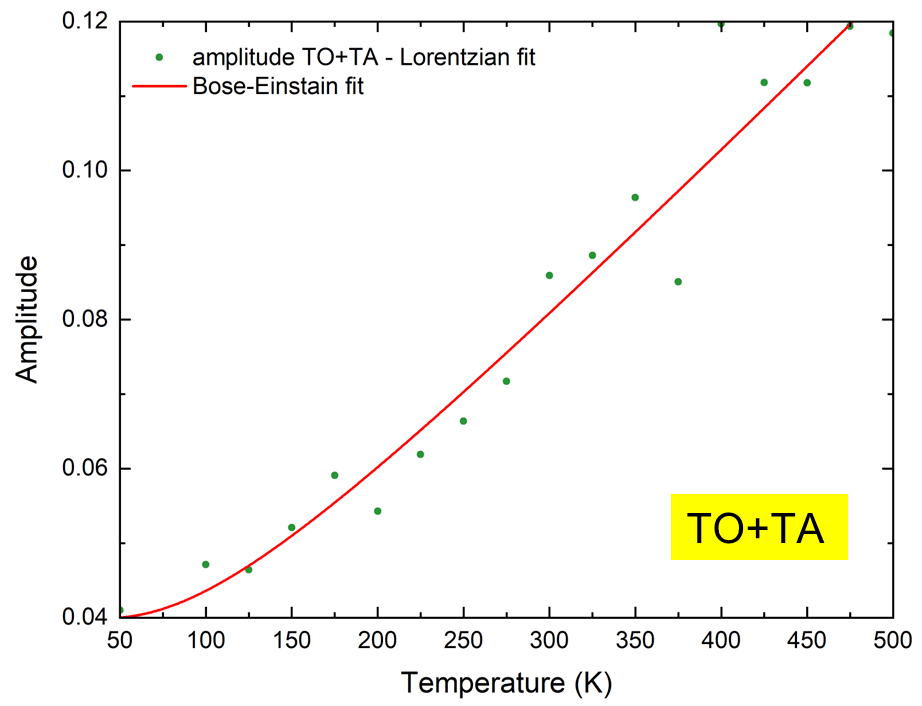 0.12
amplitude TO+TA - Lorentzian fit
Bose-Einstain fit
0.10
Amplitude
0.08
0.06
TO+TA
0.04
50 100 150 200 250 300 350 400 450 500
Temperature (K)